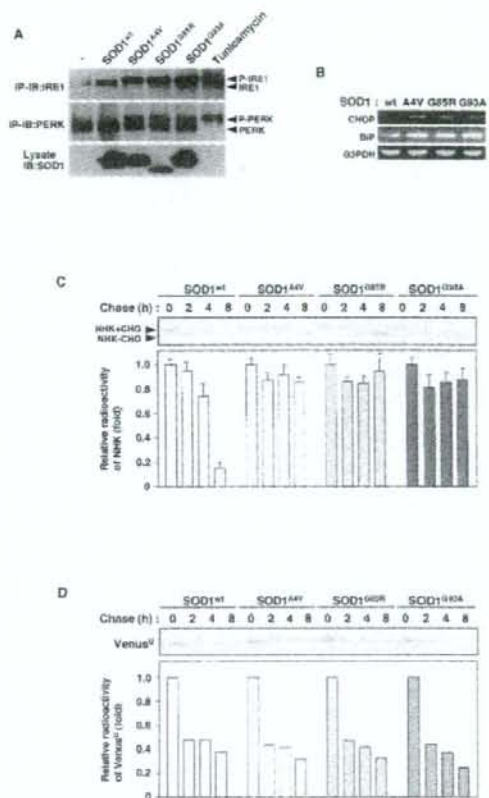 A
- SOD1wt SOD1A4V SOD1G85R SOD1G93A Tunicamycin
IP-IB:IRE1
P-IRE1
IRE1
IP-IB:PERK
P-PERK
PERK
Lysate
IB:SOD1
B
SOD1 : wt A4V G85R G93A
CHOP
BiP
G3PDH
C
SOD1wt SOD1A4V SOD1G85R SOD1G93A
Chase (h) : 0 2 4 8 0 2 4 8 0 2 4 8 0 2 4 8
NHK+CHO
NHK-CHO
Relative radioactivity
of NHK (fold)
1.0
0.8
0.6
0.4
0.2
0
D
SOD1wt SOD1A4V SOD1G85R SOD1G93A
Chase (h) : 0 2 4 8 0 2 4 8 0 2 4 8 0 2 4 8
VenusU
Relative radioactivity
of VenusU (fold)
1.0
0.8
0.6
0.4
0.2
0